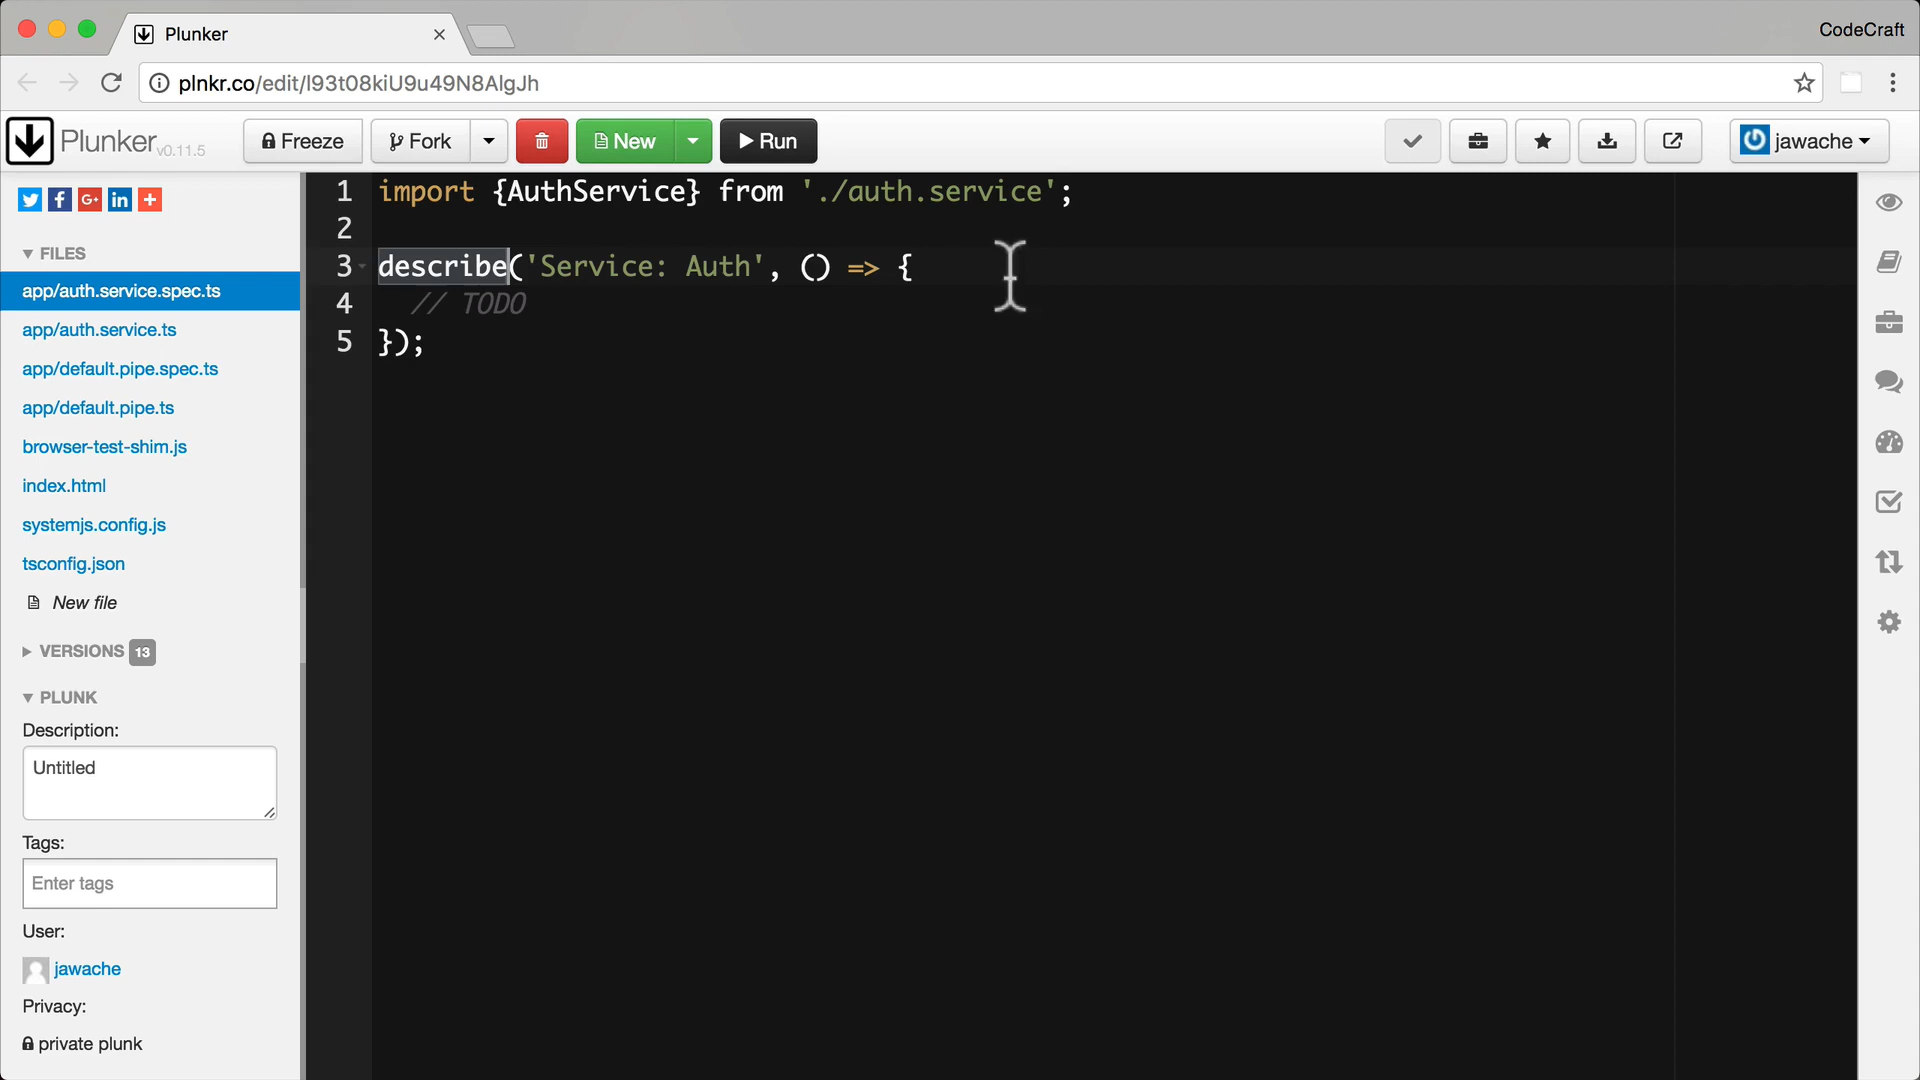 Plunker
CodeCraft
plnkr.co/edit/l93t08kiU9u49N8AlgJh
Plunker v0.11.5
Freeze
Fork
New
Run
jawache
FILES
app/auth.service.spec.ts
app/auth.service.ts
app/default.pipe.spec.ts
app/default.pipe.ts
browser-test-shim.js
index.html
systemjs.config.js
tsconfig.json
New file
VERSIONS 13
PLUNK
Description:
Untitled
Tags:
Enter tags
User:
jawache
Privacy:
private plunk
1 import {AuthService} from './auth.service';
2
3 describe('Service: Auth', () => {
4 // TODO
5 });